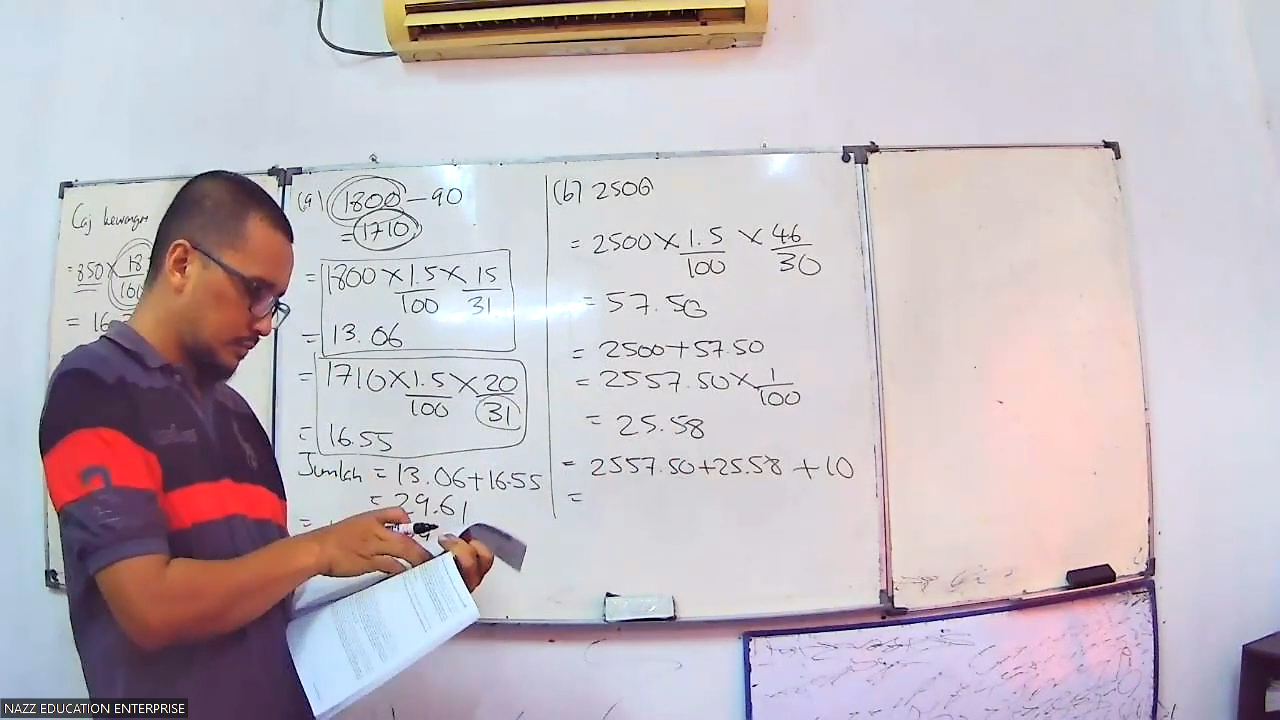 Caj
= 850 × 18
= 16
(a) 1800 - 90
= 1710
= 1800 × 1.5/100 × 15/31
= 13.06
= 1710 × 1.5/100 × 20/31
= 16.55
Jumlah = 13.06 + 16.55
= 29.61
=
(b) 2500
= 2500 × 1.5/100 × 46/30
= 57.50
= 2500 + 57.50
= 2557.50 × 1/100
= 25.58
= 2557.50 + 25.58 + 10
=
NAZZ EDUCATION ENTERPRISE